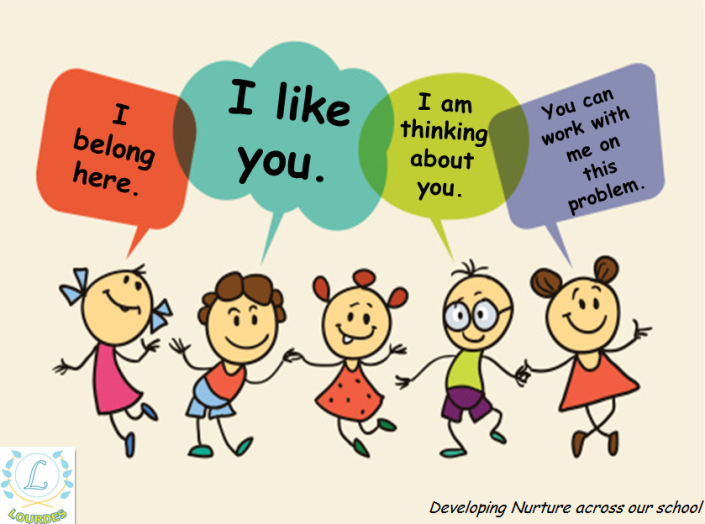 I
belong
here.
I like
you.
I am
thinking
about
you.
You can
work with
me on
this
problem.
L
LOURDES
Developing Nurture across our school